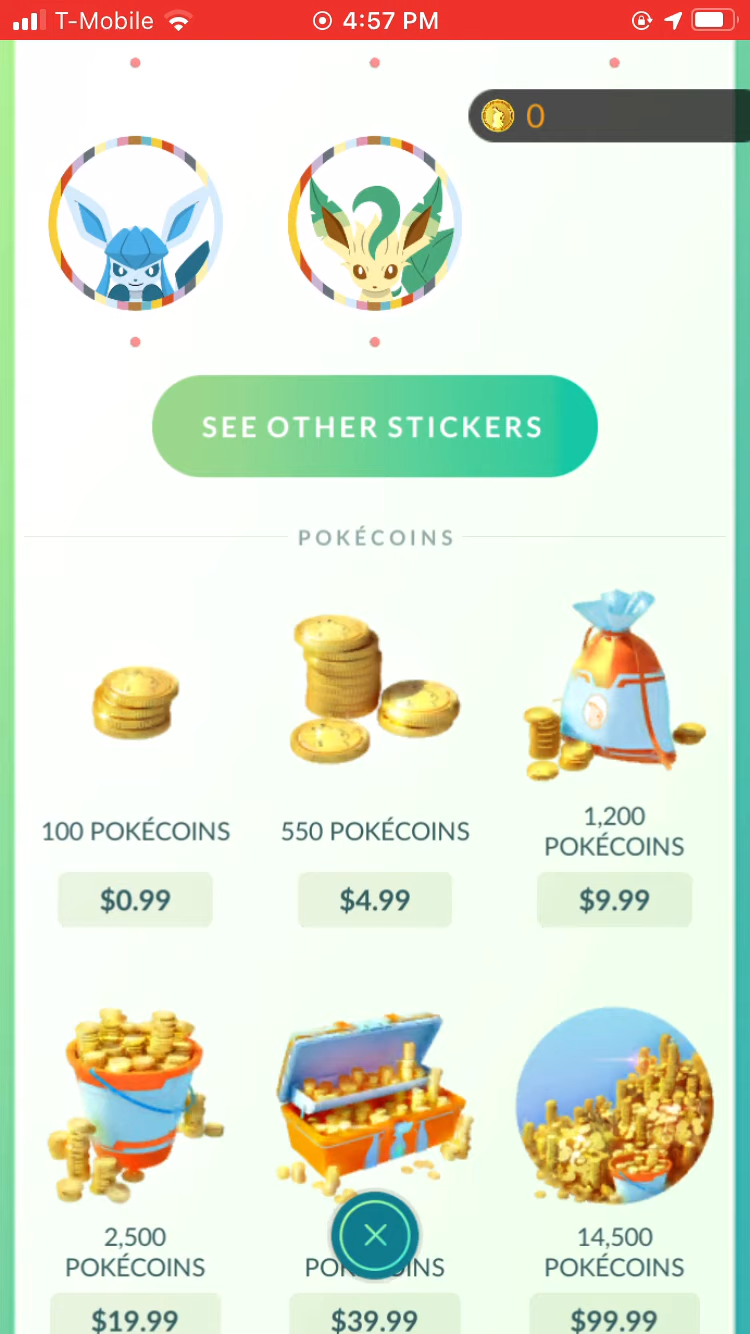 T-Mobile 4:57 PM
0
SEE OTHER STICKERS
POKÉCOINS
100 POKÉCOINS
550 POKÉCOINS
1,200
POKÉCOINS
$0.99
$4.99
$9.99
2,500
POKÉCOINS
14,500
POKÉCOINS
$19.99
$39.99
$99.99